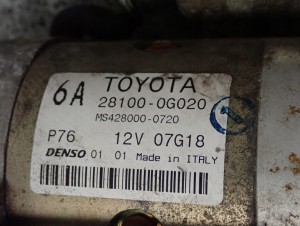 6A TOYOTA
28100-0G020
MS428000-0720
P76 12V 07G18
DENSO 01 01 Made in ITALY